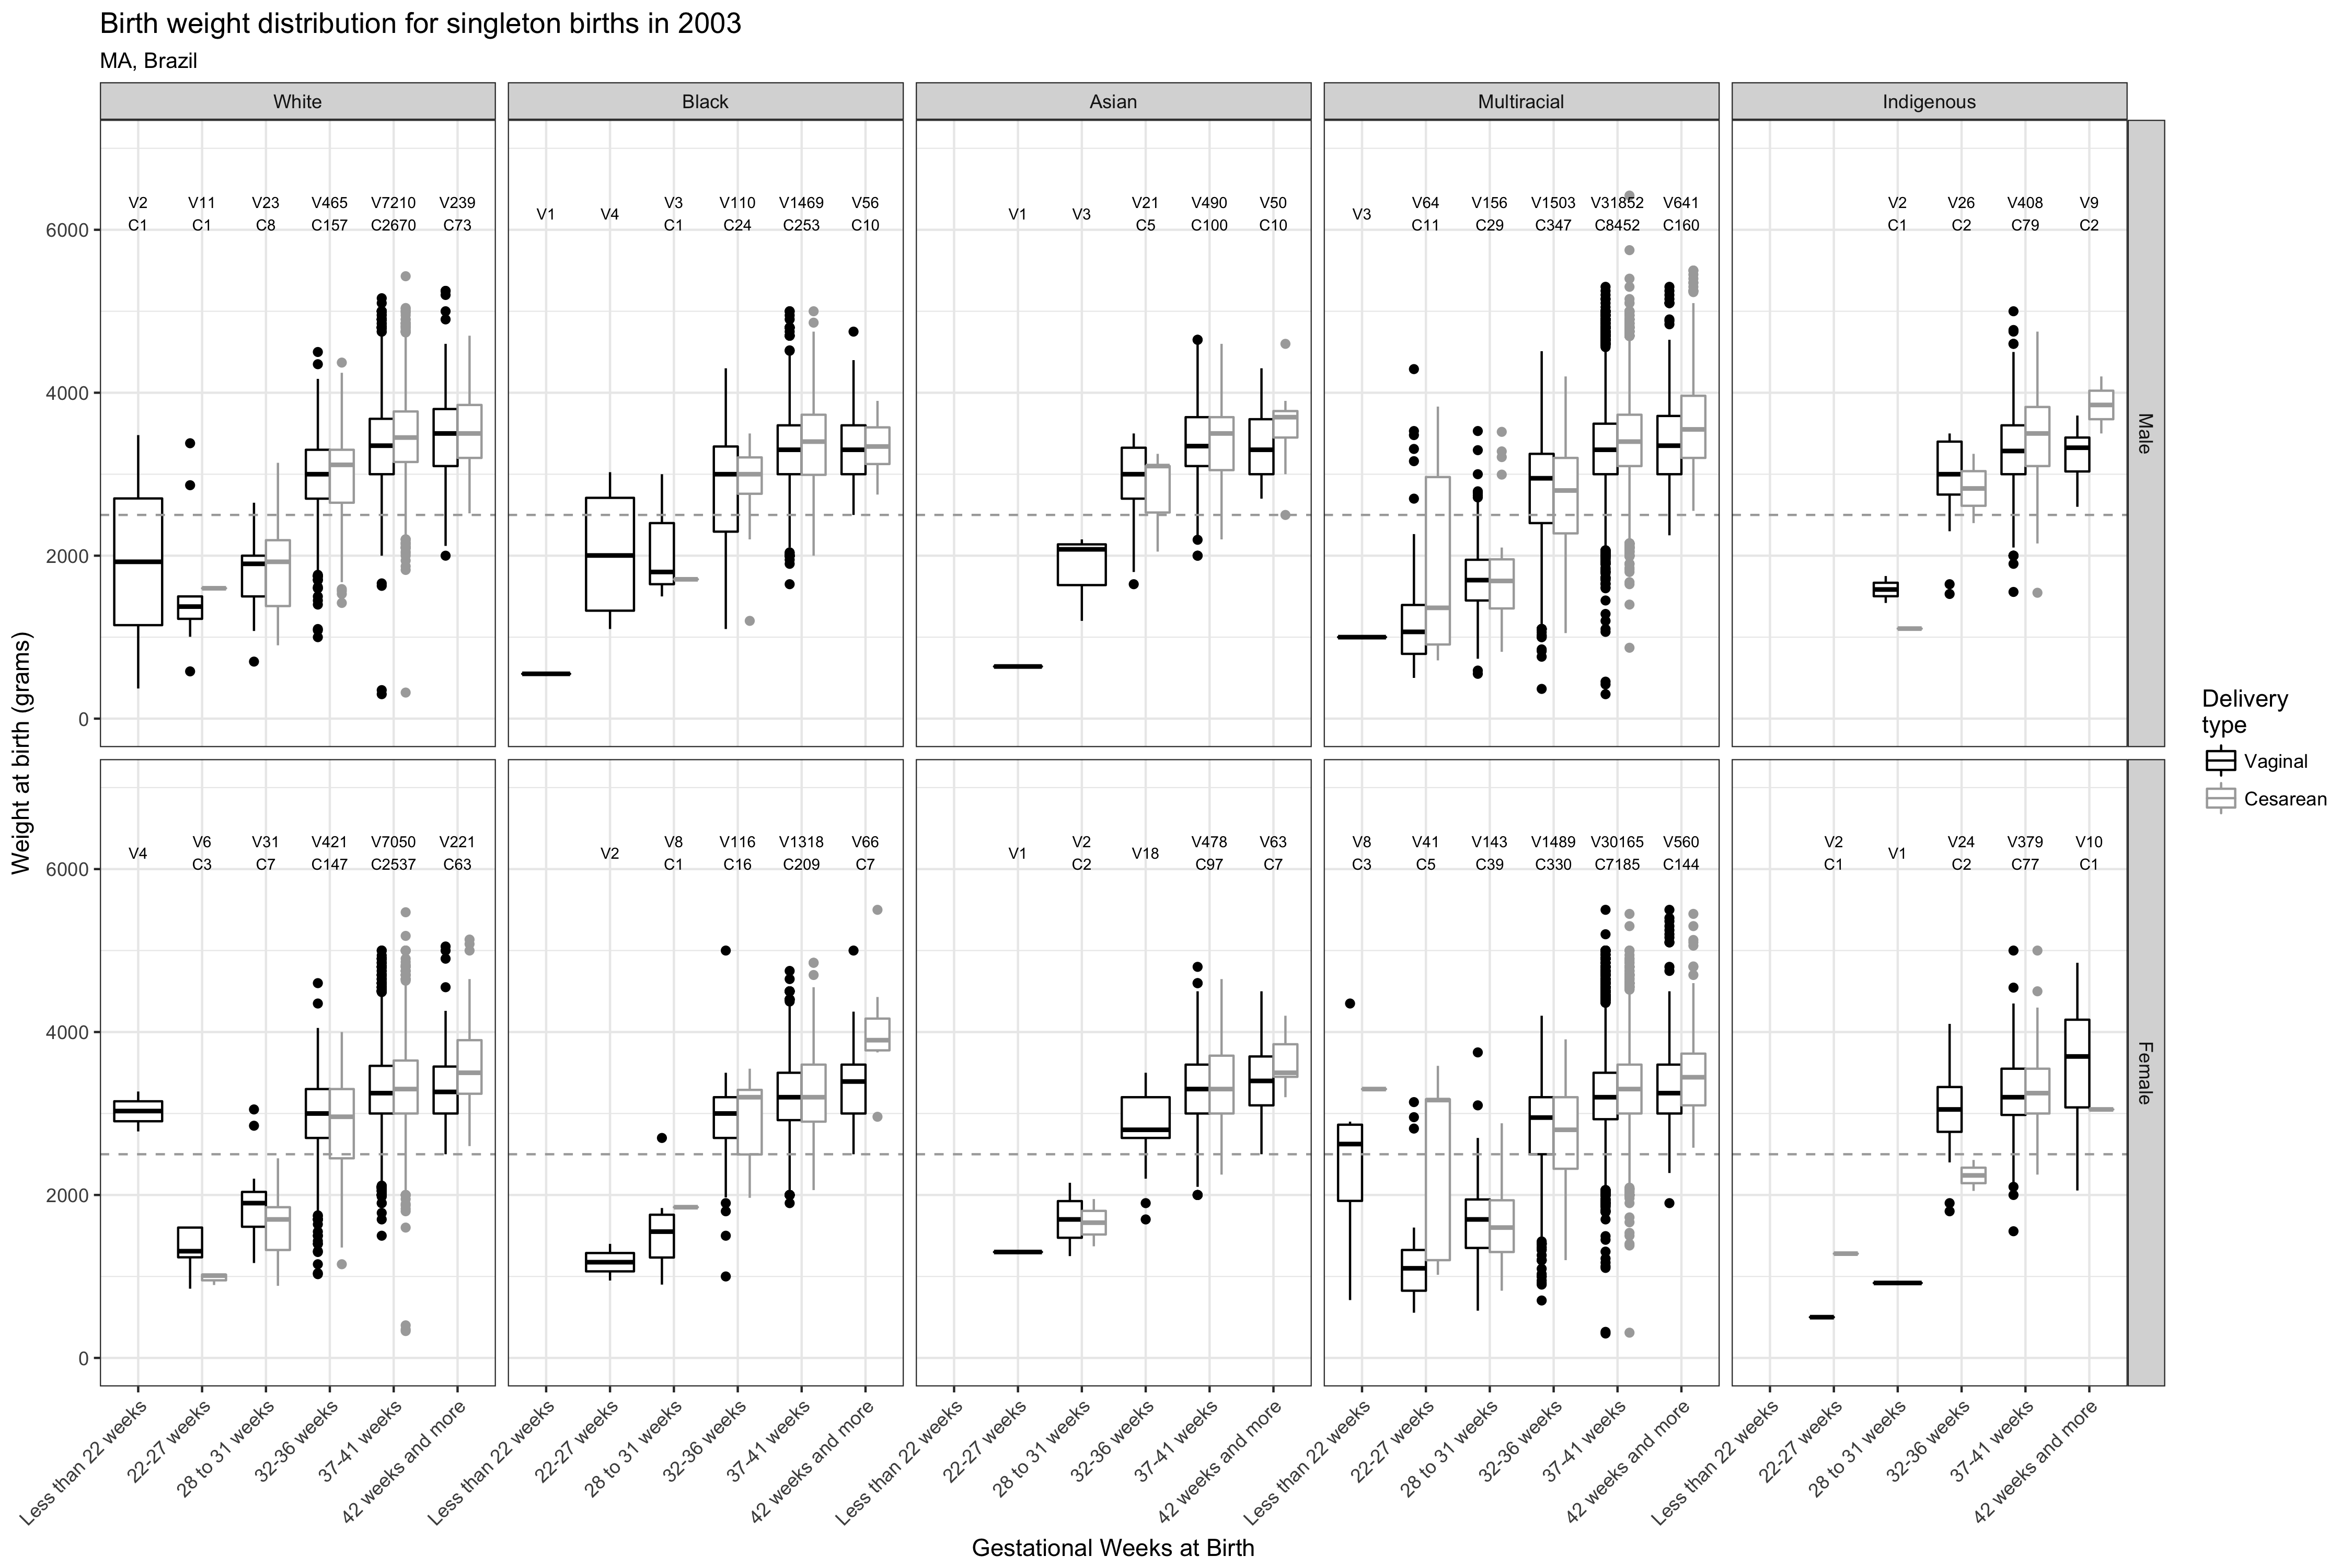 Birth weight distribution for singleton births in 2003
MA, Brazil
White Black Asian Multiracial Indigenous
V2 V11 V23 V465 V7210 V239 V1 V4 V3 V110 V1469 V56 V1 V3 V21 V490 V50 V3 V64 V156 V1503 V31852 V641 V2 V26 V408 V9
C1 C1 C8 C157 C2670 C73 C1 C24 C253 C10 C5 C100 C10 C11 C29 C347 C8452 C160 C1 C2 C79 C2
6000
4000
2000
0
Male
V4 V6 V31 V421 V7050 V221 V2 V8 V116 V1318 V66 V1 V2 V18 V478 V63 V8 V41 V143 V1489 V30165 V560 V2 V1 V24 V379 V10
C3 C7 C147 C2537 C63 C1 C16 C209 C7 C2 C97 C7 C3 C5 C39 C330 C7185 C144 C1 C2 C77 C1
6000
4000
2000
0
Female
Weight at birth (grams)
Less than 22 weeks 22-27 weeks 28 to 31 weeks 32-36 weeks 37-41 weeks 42 weeks and more
Less than 22 weeks 22-27 weeks 28 to 31 weeks 32-36 weeks 37-41 weeks 42 weeks and more
Less than 22 weeks 22-27 weeks 28 to 31 weeks 32-36 weeks 37-41 weeks 42 weeks and more
Less than 22 weeks 22-27 weeks 28 to 31 weeks 32-36 weeks 37-41 weeks 42 weeks and more
Less than 22 weeks 22-27 weeks 28 to 31 weeks 32-36 weeks 37-41 weeks 42 weeks and more
Gestational Weeks at Birth
Delivery
type
Vaginal
Cesarean